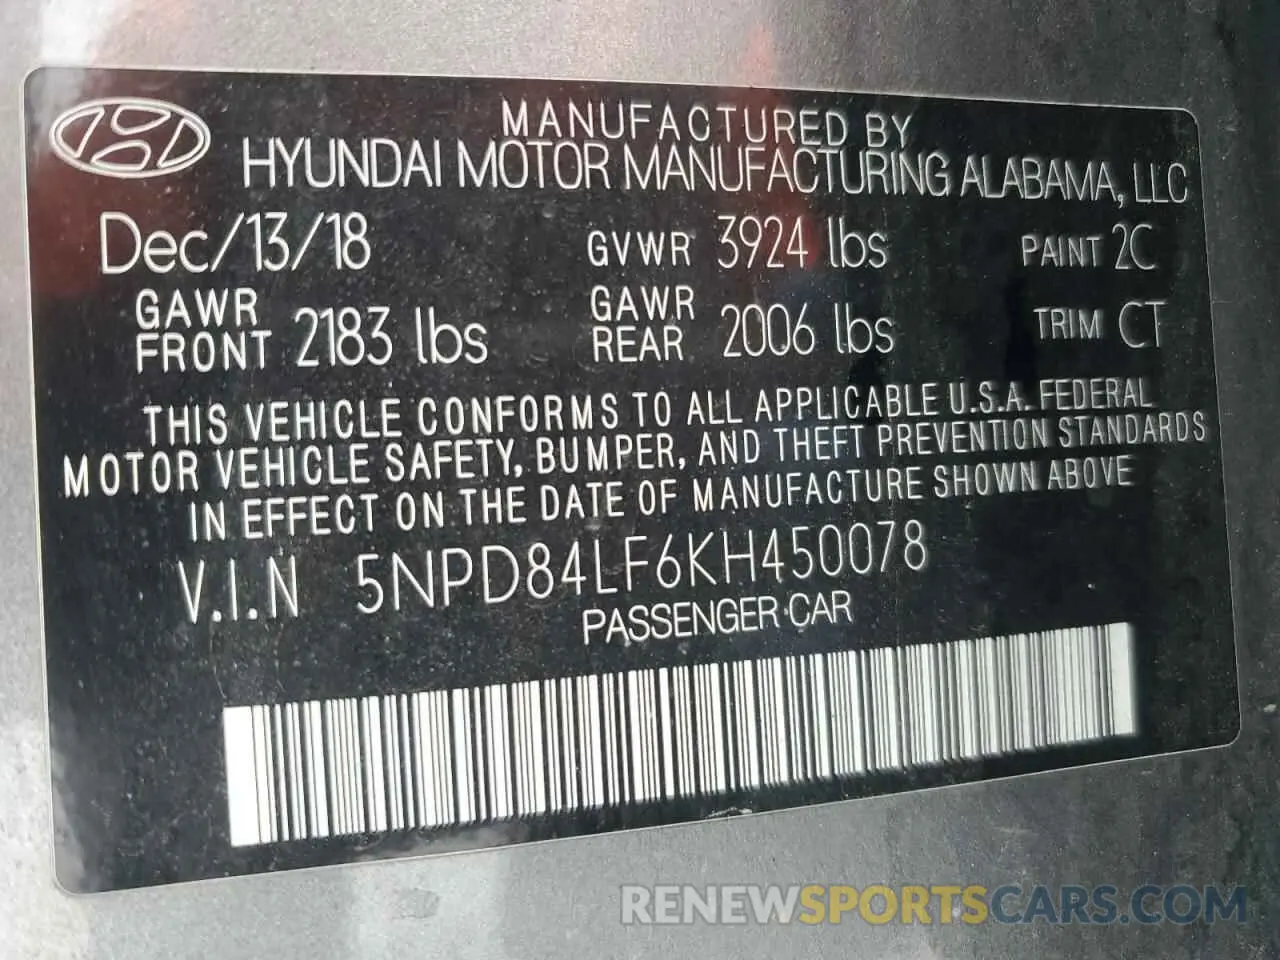 MANUFACTURED BY
HYUNDAI MOTOR MANUFACTURING ALABAMA, LLC
Dec/13/18 GVWR 3924 lbs PAINT 2C
GAWR FRONT 2183 lbs GAWR REAR 2006 lbs TRIM CT
THIS VEHICLE CONFORMS TO ALL APPLICABLE U.S.A. FEDERAL
MOTOR VEHICLE SAFETY, BUMPER, AND THEFT PREVENTION STANDARDS
IN EFFECT ON THE DATE OF MANUFACTURE SHOWN ABOVE
V.I.N 5NPD84LF6KH450078
PASSENGER CAR
RENEWSPORTSCARS.COM